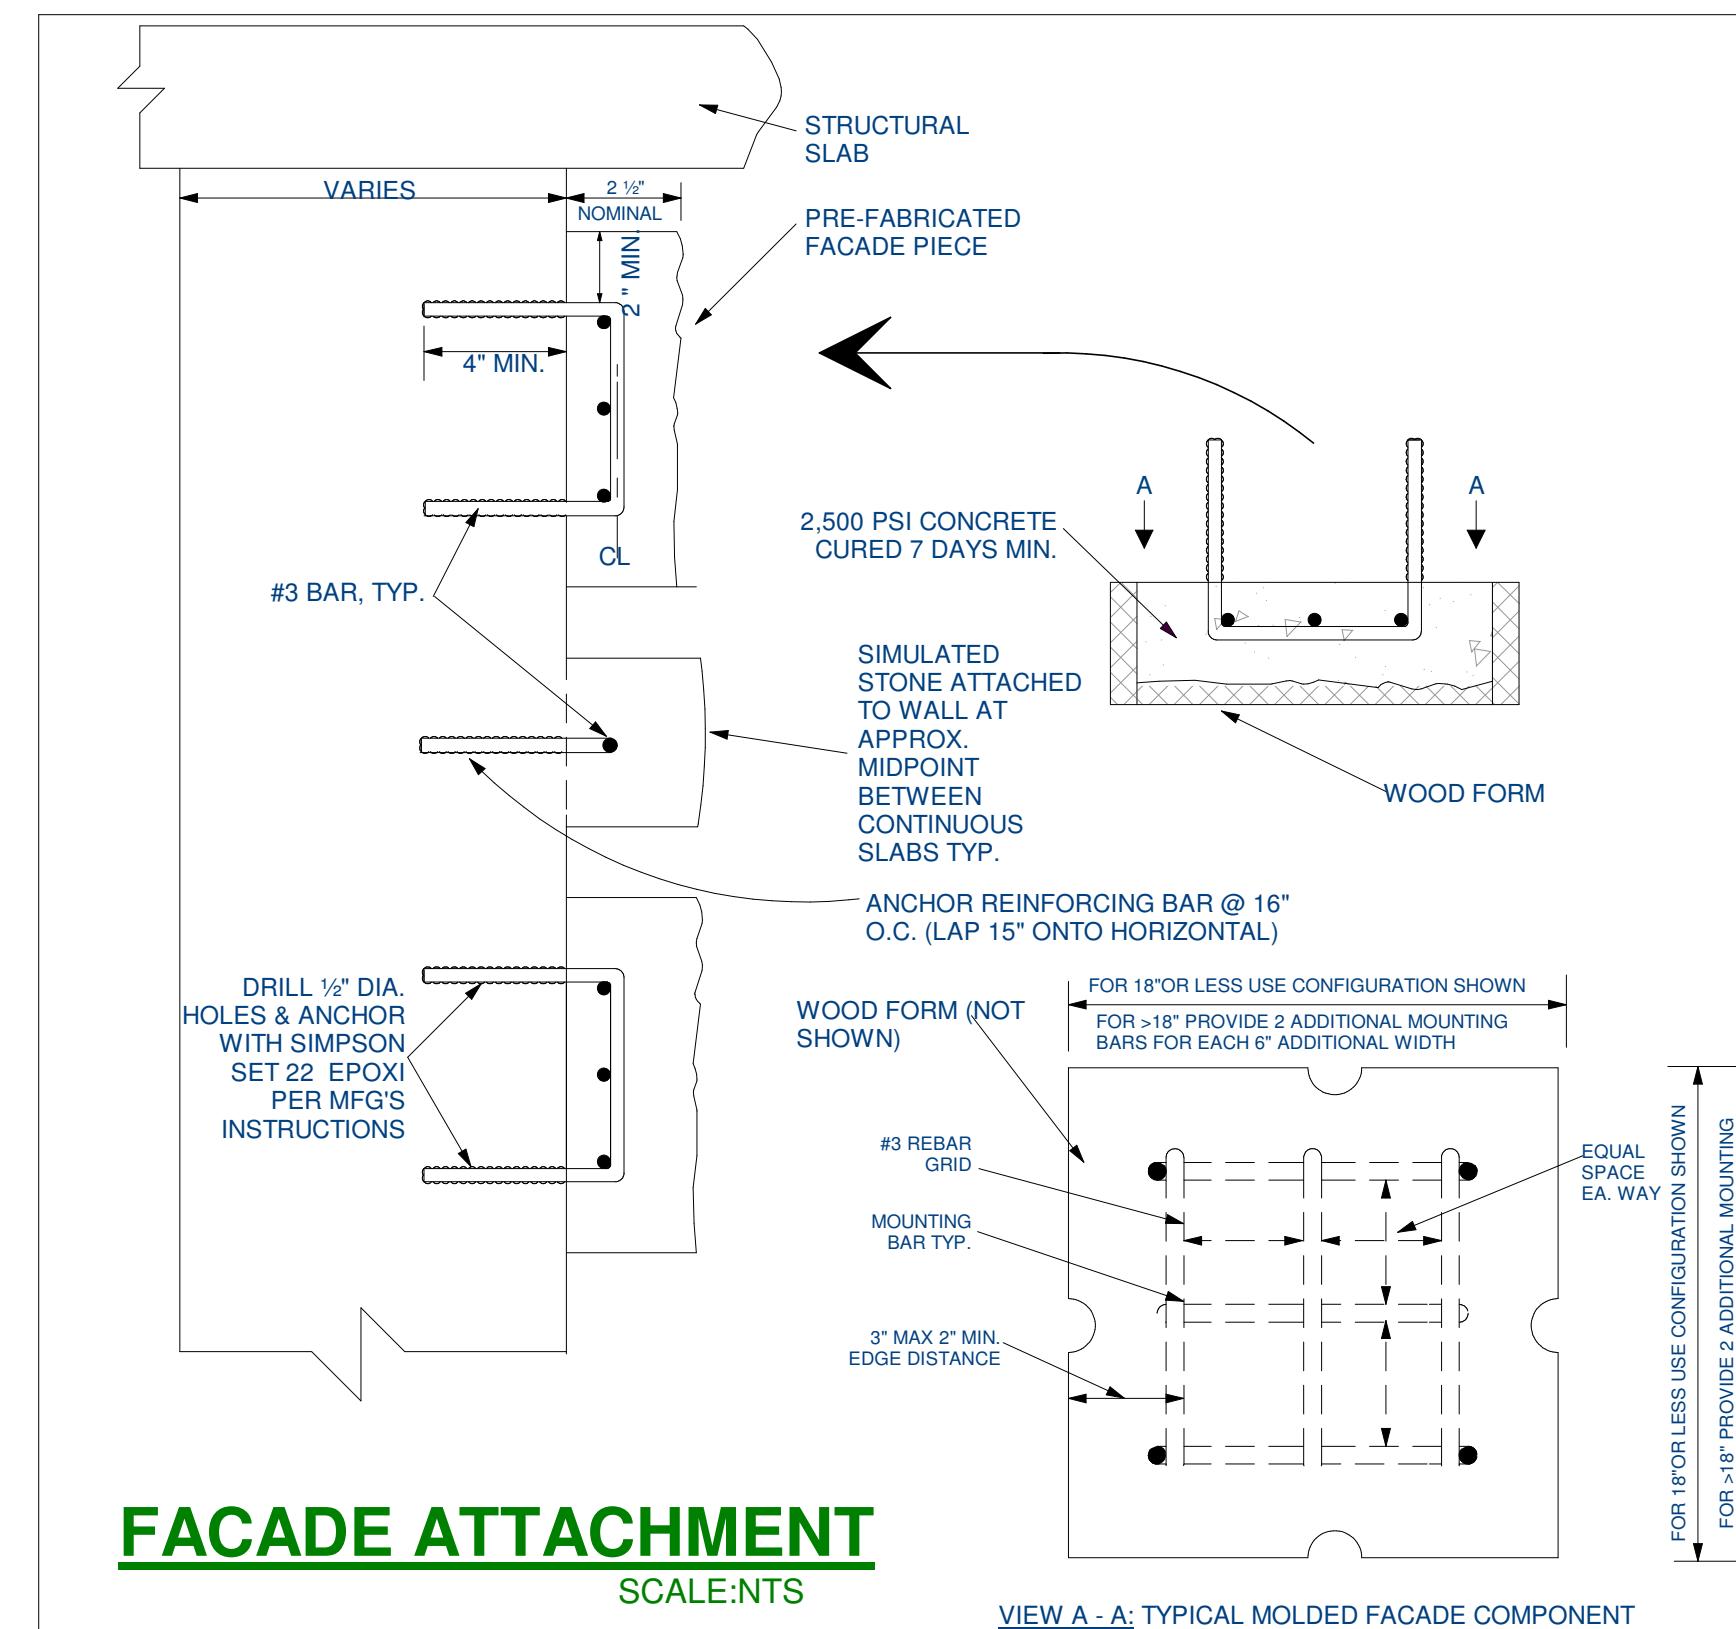 STRUCTURAL
SLAB
VARIES
2 ½"
NOMINAL
2 " MIN.
PRE-FABRICATED
FACADE PIECE
4" MIN.
CL
#3 BAR, TYP.
A
A
2,500 PSI CONCRETE
CURED 7 DAYS MIN.
SIMULATED
STONE ATTACHED
TO WALL AT
APPROX.
MIDPOINT
BETWEEN
CONTINUOUS
SLABS TYP.
WOOD FORM
ANCHOR REINFORCING BAR @ 16"
O.C. (LAP 15" ONTO HORIZONTAL)
DRILL ½" DIA.
HOLES & ANCHOR
WITH SIMPSON
SET 22 EPOXI
PER MFG'S
INSTRUCTIONS
WOOD FORM (NOT
SHOWN)
FOR 18"OR LESS USE CONFIGURATION SHOWN
FOR >18" PROVIDE 2 ADDITIONAL MOUNTING
BARS FOR EACH 6" ADDITIONAL WIDTH
#3 REBAR
GRID
MOUNTING
BAR TYP.
3" MAX 2" MIN.
EDGE DISTANCE
EQUAL
SPACE
EA. WAY
FOR 18"OR LESS USE CONFIGURATION SHOWN
FOR >18" PROVIDE 2 ADDITIONAL MOUNTING
FACADE ATTACHMENT
SCALE:NTS
VIEW A - A: TYPICAL MOLDED FACADE COMPONENT